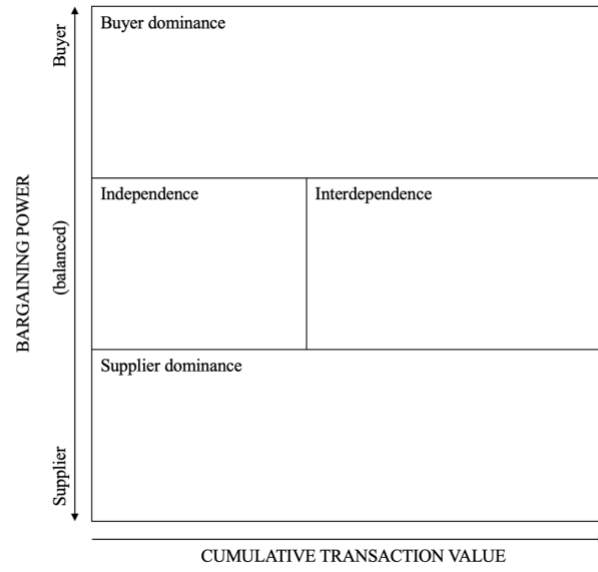 Buyer
Buyer dominance
BARGAINING POWER
(balanced)
Independence
Interdependence
Supplier dominance
Supplier
CUMULATIVE TRANSACTION VALUE